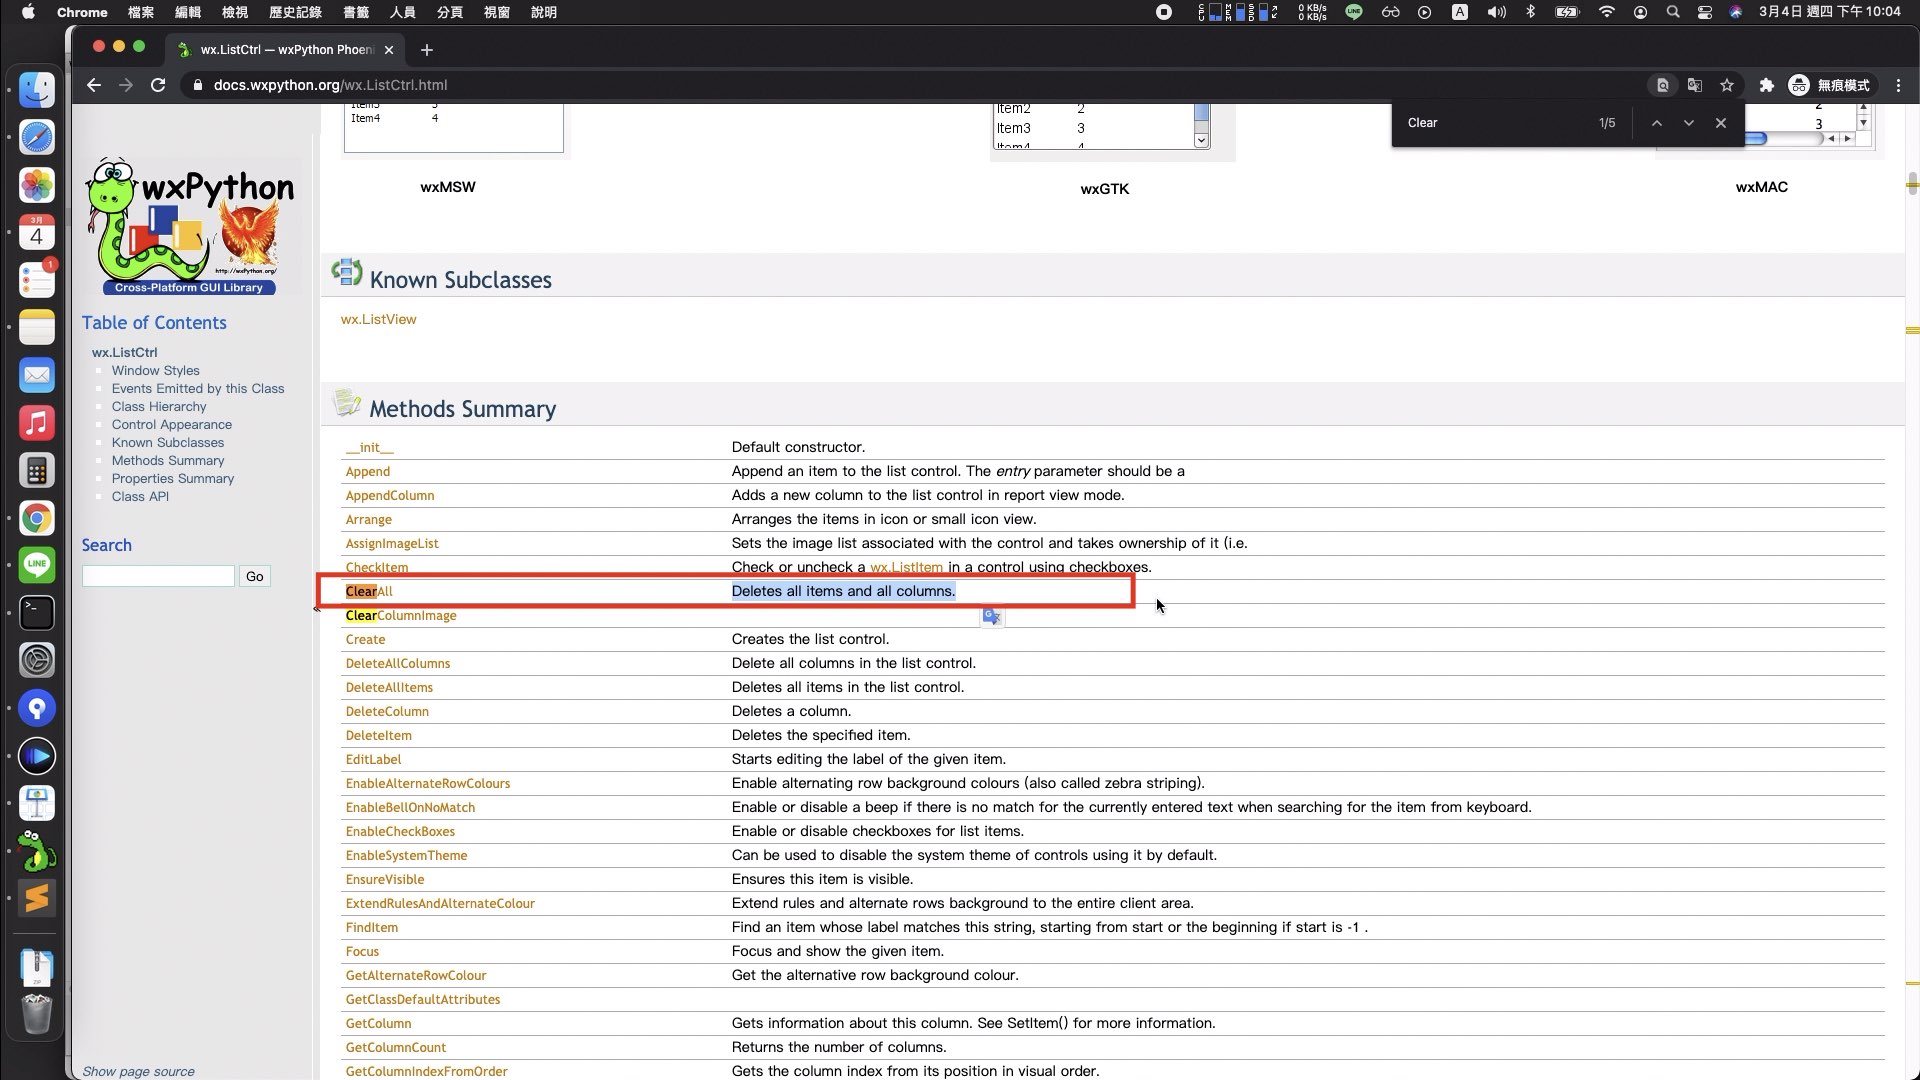 Chrome 檔案 編輯 檢視 歷史記錄 書籤 人員 分頁 視窗 說明
0 KB/s
0 KB/s
3月4日 週四 下午 10:04
wx.ListCtrl — wxPython Phoeni
docs.wxpython.org/wx.ListCtrl.html
無痕模式
Clear 1/5
Item3 3
Item4 4
Item2 2
Item3 3
Item4 4
2
3
wxMSW
wxGTK
wxMAC
wxPython
http://wxPython.org/
Cross-Platform GUI Library
Table of Contents
wx.ListCtrl
Window Styles
Events Emitted by this Class
Class Hierarchy
Control Appearance
Known Subclasses
Methods Summary
Properties Summary
Class API
Search
Go
Show page source
Known Subclasses
wx.ListView
Methods Summary
__init__ Default constructor.
Append Append an item to the list control. The entry parameter should be a
AppendColumn Adds a new column to the list control in report view mode.
Arrange Arranges the items in icon or small icon view.
AssignImageList Sets the image list associated with the control and takes ownership of it (i.e.
CheckItem Check or uncheck a wx.ListItem in a control using checkboxes.
ClearAll Deletes all items and all columns.
ClearColumnImage
Create Creates the list control.
DeleteAllColumns Delete all columns in the list control.
DeleteAllItems Deletes all items in the list control.
DeleteColumn Deletes a column.
DeleteItem Deletes the specified item.
EditLabel Starts editing the label of the given item.
EnableAlternateRowColours Enable alternating row background colours (also called zebra striping).
EnableBellOnNoMatch Enable or disable a beep if there is no match for the currently entered text when searching for the item from keyboard.
EnableCheckBoxes Enable or disable checkboxes for list items.
EnableSystemTheme Can be used to disable the system theme of controls using it by default.
EnsureVisible Ensures this item is visible.
ExtendRulesAndAlternateColour Extend rules and alternate rows background to the entire client area.
FindItem Find an item whose label matches this string, starting from start or the beginning if start is -1 .
Focus Focus and show the given item.
GetAlternateRowColour Get the alternative row background colour.
GetClassDefaultAttributes
GetColumn Gets information about this column. See SetItem() for more information.
GetColumnCount Returns the number of columns.
GetColumnIndexFromOrder Gets the column index from its position in visual order.
3月
4
1
LINE
ZIP